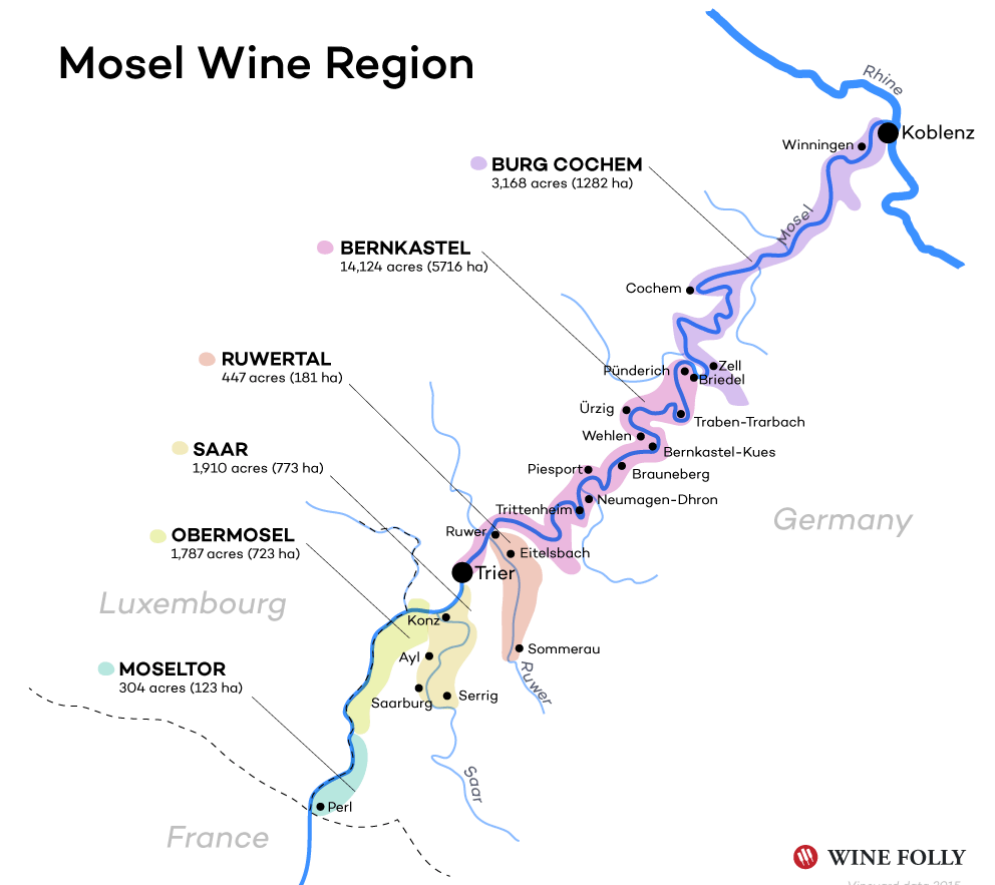 Mosel Wine Region
Rhine
Koblenz
Winningen
BURG COCHEM
3,168 acres (1282 ha)
Mosel
BERNKASTEL
14,124 acres (5716 ha)
Cochem
RUWERTAL
447 acres (181 ha)
Pünderich
Zell
Briedel
Ürzig
Traben-Trarbach
Wehlen
Bernkastel-Kues
SAAR
1,910 acres (773 ha)
Piesport
Brauneberg
Neumagen-Dhron
Trittenheim
Germany
OBERMOSEL
1,787 acres (723 ha)
Ruwer
Eitelsbach
Trier
Luxembourg
Konz
Sommerau
Ayl
MOSELTOR
304 acres (123 ha)
Ruwer
Saarburg
Serrig
Saar
Perl
France
WINE FOLLY
Vineyard data 2015